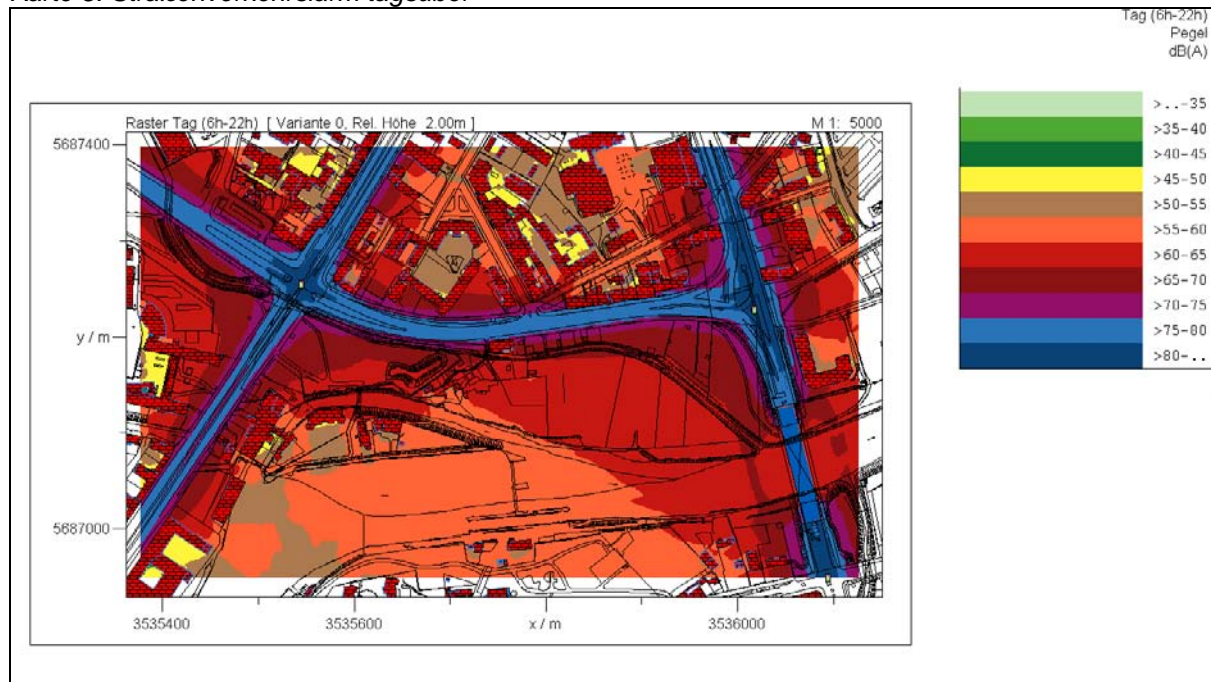 Tag (6h-22h)
Pegel
dB(A)
Raster Tag (6h-22h) [ Variante 0, Rel. Höhe 2.00m ]
M 1: 5000
5687400
y / m
5687000
3535400
3535600
x / m
3536000
>..-35
>35-40
>40-45
>45-50
>50-55
>55-60
>60-65
>65-70
>70-75
>75-80
>80-..